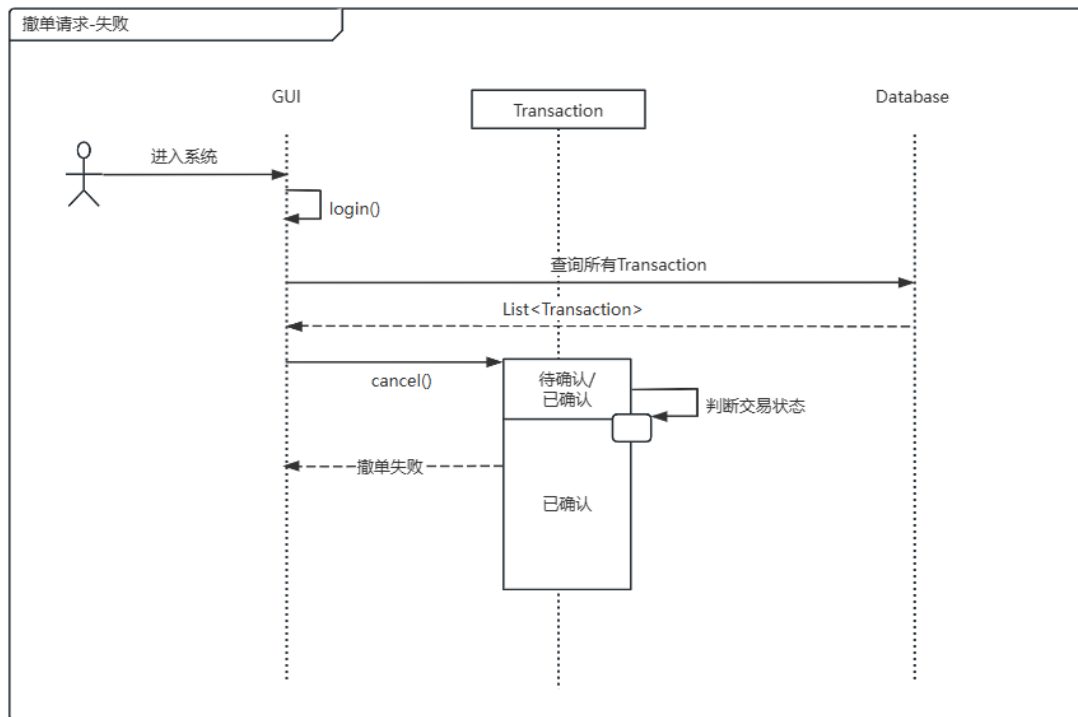 撤单请求-失败
GUI
Transaction
Database
进入系统
login()
查询所有Transaction
List<Transaction>
cancel()
待确认/
已确认
判断交易状态
撤单失败
已确认